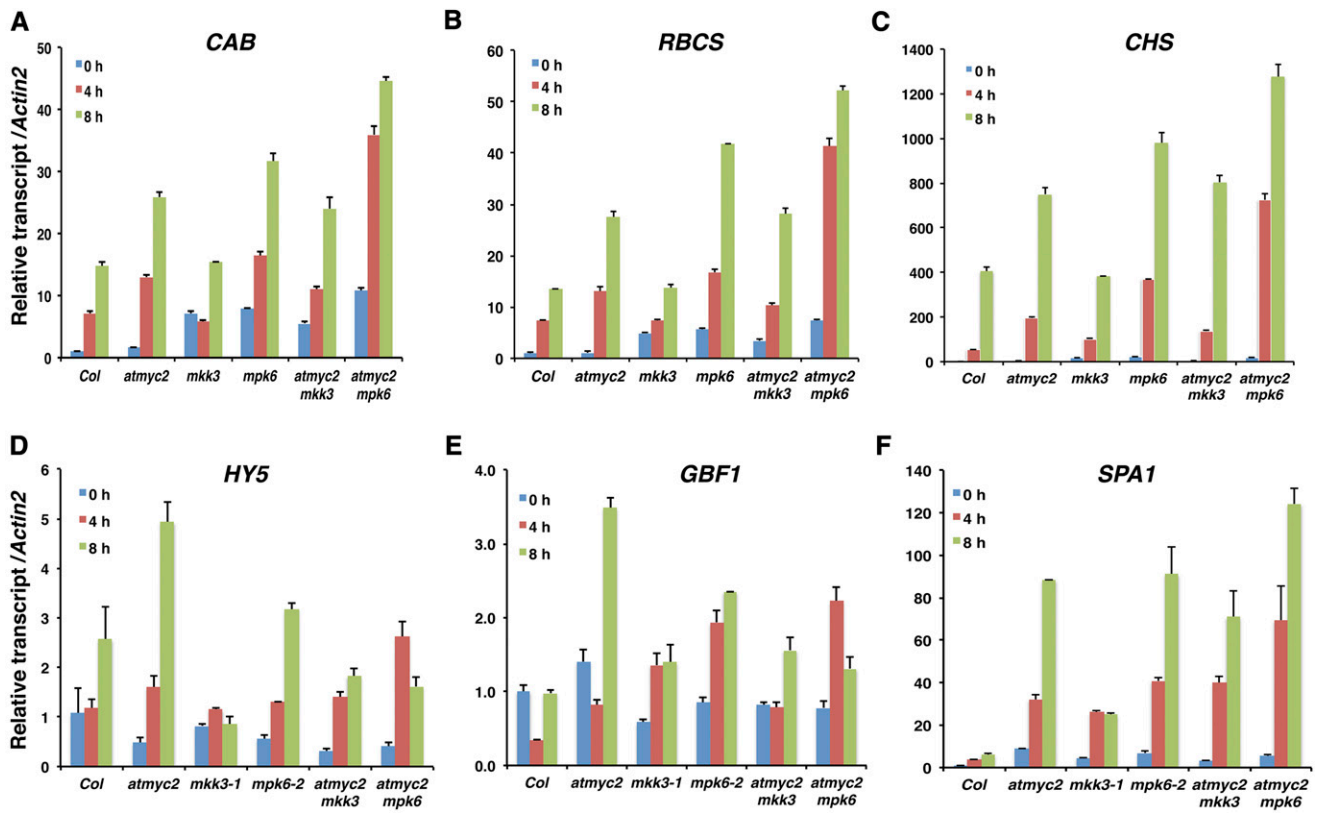 A
CAB
Relative transcript /Actin2
50
40
30
20
10
0
0 h
4 h
8 h
Col
atmyc2
mkk3
mpk6
atmyc2
mkk3
atmyc2
mpk6
B
RBCS
60
50
40
30
20
10
0
0 h
4 h
8 h
Col
atmyc2
mkk3
mpk6
atmyc2
mkk3
atmyc2
mpk6
C
CHS
1400
1200
1000
800
600
400
200
0
0 h
4 h
8 h
Col
atmyc2
mkk3
mpk6
atmyc2
mkk3
atmyc2
mpk6
D
HY5
Relative transcript /Actin2
6
5
4
3
2
1
0
0 h
4 h
8 h
Col
atmyc2
mkk3-1
mpk6-2
atmyc2
mkk3
atmyc2
mpk6
E
GBF1
4.0
3.0
2.0
1.0
0.0
0 h
4 h
8 h
Col
atmyc2
mkk3-1
mpk6-2
atmyc2
mkk3
atmyc2
mpk6
F
SPA1
140
120
100
80
60
40
20
0
0 h
4 h
8 h
Col
atmyc2
mkk3-1
mpk6-2
atmyc2
mkk3
atmyc2
mpk6